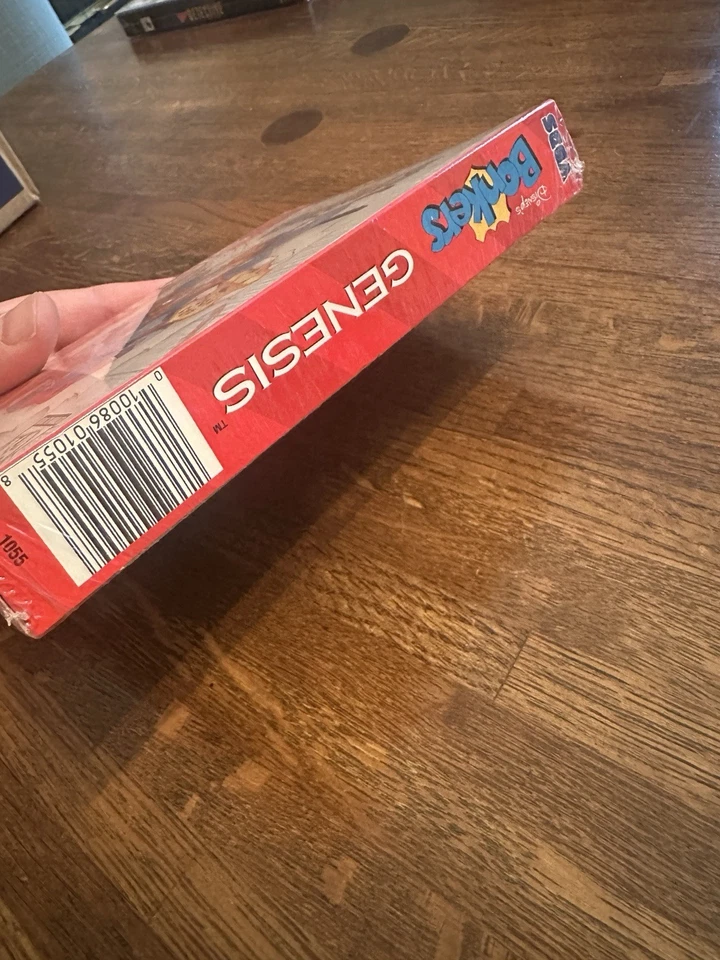 SEGA
DISNEY'S
Bonkers
GENESIS
TM
0 10086 01055 8
1055